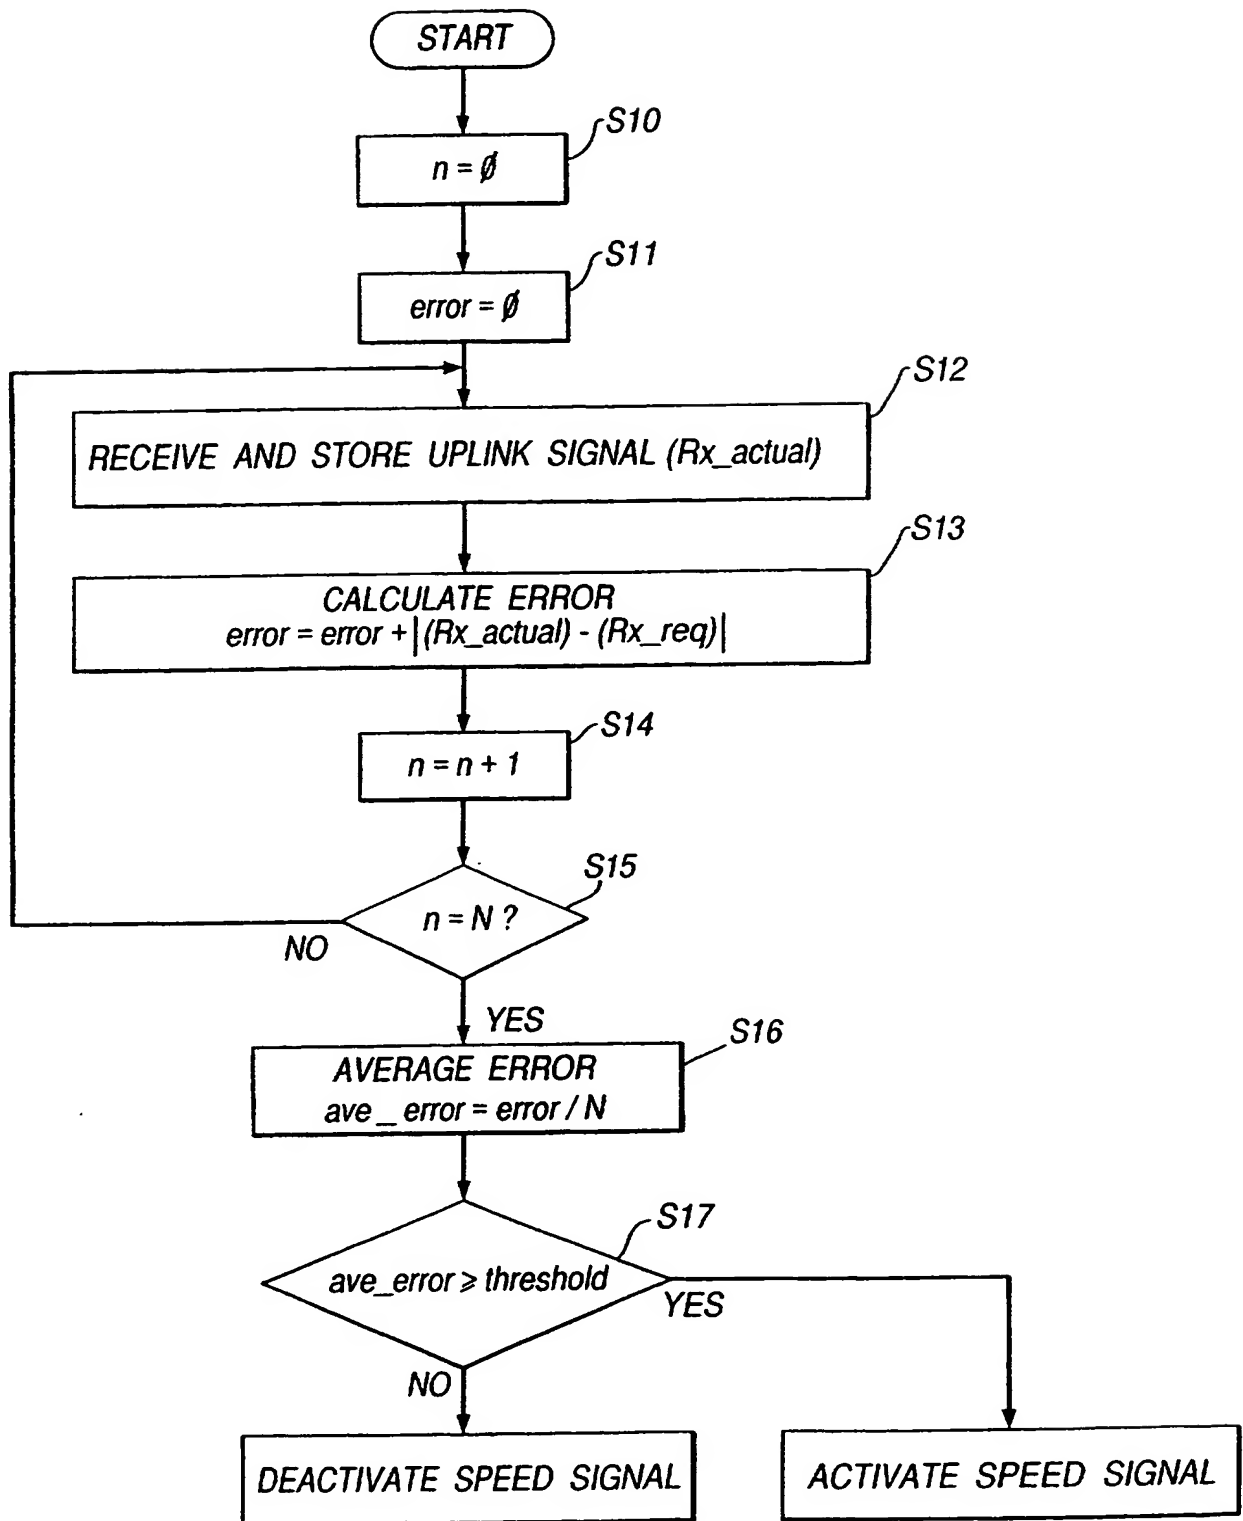 START
S10
n = ∅
S11
error = ∅
S12
RECEIVE AND STORE UPLINK SIGNAL (Rx_actual)
S13
CALCULATE ERROR
error = error + |(Rx_actual) - (Rx_req)|
S14
n = n + 1
S15
n = N ?
NO
YES
S16
AVERAGE ERROR
ave_error = error / N
S17
ave_error ⩾ threshold
YES
NO
DEACTIVATE SPEED SIGNAL
ACTIVATE SPEED SIGNAL